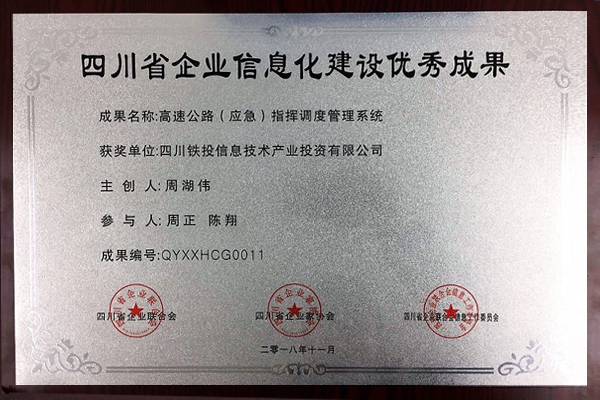 四川省企业信息化建设优秀成果
成果名称:高速公路（应急）指挥调度管理系统
获奖单位:四川铁投信息技术产业投资有限公司
主 创 人:周湖伟
参 与 人:周正 陈翔
成果编号:QYXXHCG0011
四川省企业联合会
四川省企业家协会
四川省企业联合会信息工作委员会
二零一八年十一月